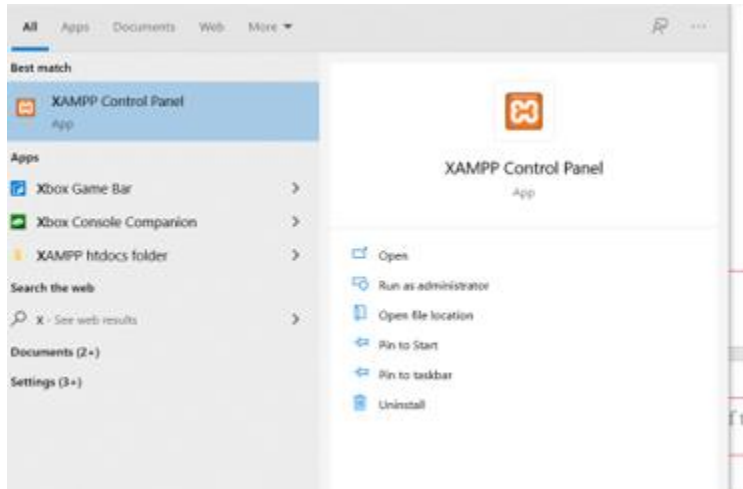 All Apps Documents Web More
Best match
XAMPP Control Panel
App
Apps
Xbox Game Bar
Xbox Console Companion
XAMPP htdocs folder
Search the web
x - See web results
Documents (2+)
Settings (3+)
XAMPP Control Panel
App
Open
Run as administrator
Open file location
Pin to Start
Pin to taskbar
Uninstall